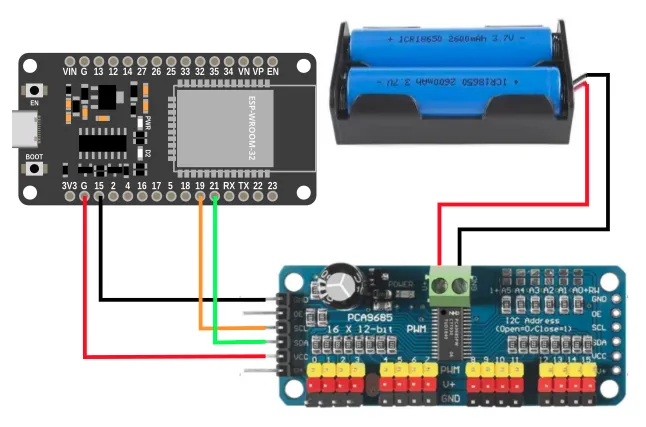 + ICR18650 2600mAh 3.7V -
+ ICR18650 2600mAh 3.7V -
VIN G 13 12 14 27 26 25 33 32 35 34 VN VP EN
EN
PWR
ESP-WROOM-32
D2
BOOT
3V3 G 15 2 4 16 17 5 18 19 21 RX TX 22 23
POWER
V+
GND
A5 A4 A3 A2 A1 A0
GND
OE
SCL
SDA
VCC
V+
PCA9685
16 X 12-bit PWM
I2C Address
(Open=0/Close=1)
GND
OE
SCL
SDA
VCC
V+
0 1 2 3 4 5 6 7 8 9 10 11 12 13 14 15
PWM
V+
GND